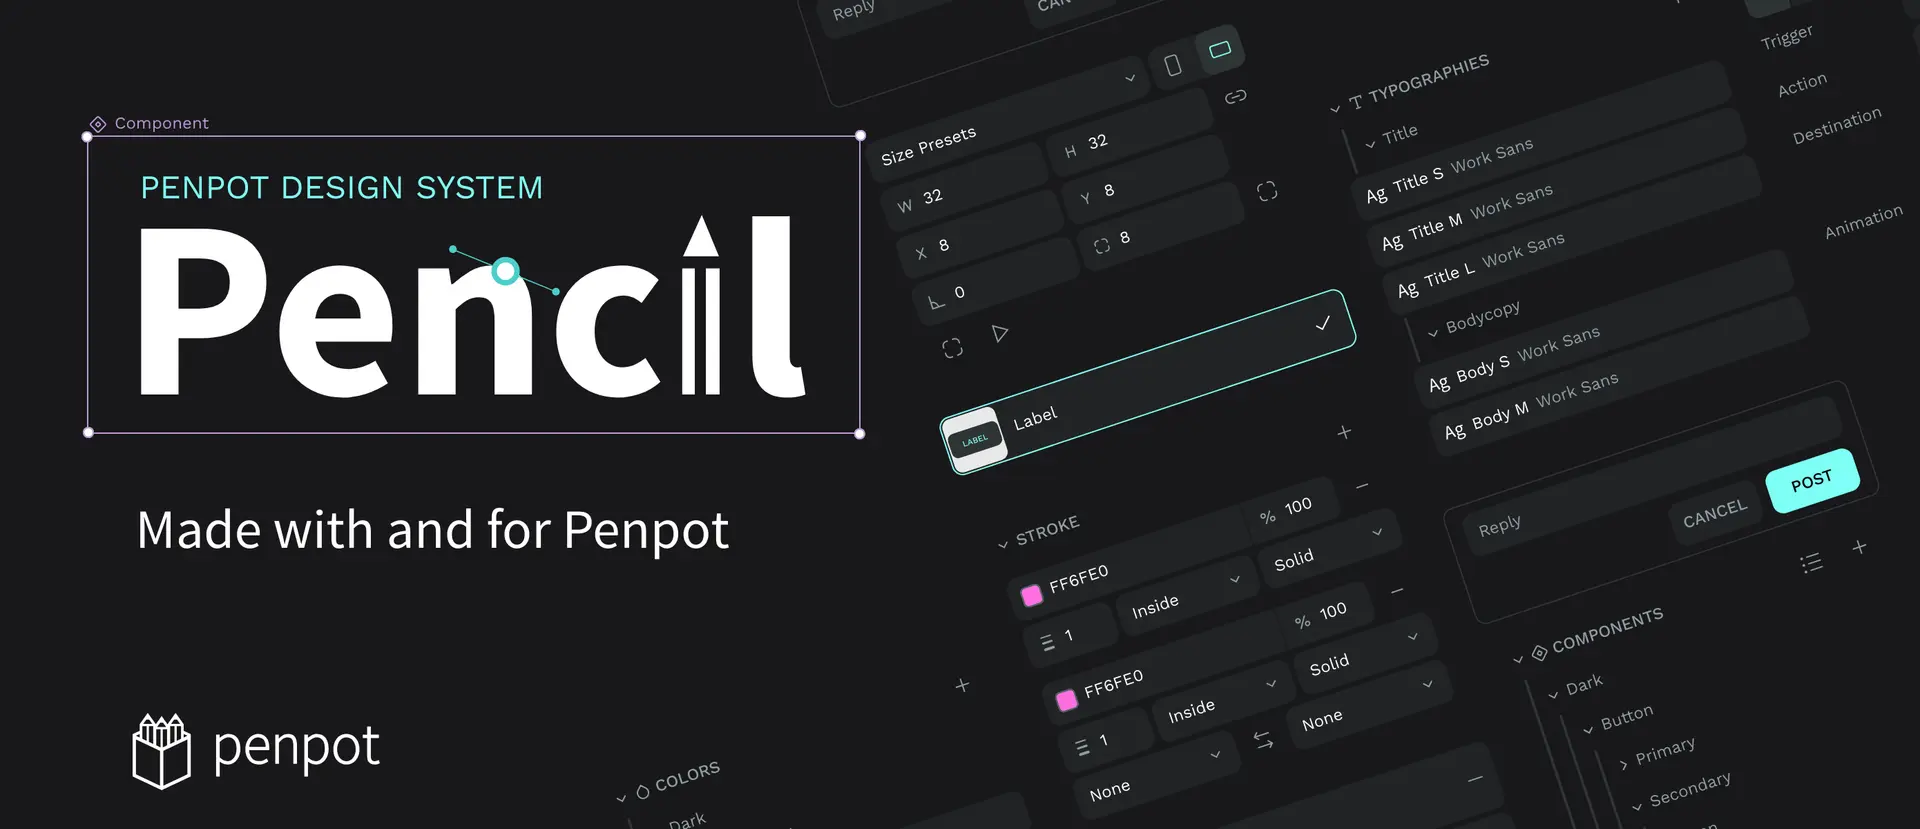 Component
PENPOT DESIGN SYSTEM
Pencil
Made with and for Penpot
penpot
Reply
Size Presets
W 32
H 32
X 8
Y 8
0
8
Label
LABEL
STROKE
FF6FE0
% 100
1
Inside
Solid
FF6FE0
% 100
1
Inside
Solid
None
None
COLORS
Dark
TYPOGRAPHIES
Title
Ag Title S Work Sans
Ag Title M Work Sans
Ag Title L Work Sans
Bodycopy
Ag Body S Work Sans
Ag Body M Work Sans
Trigger
Action
Destination
Animation
Reply
CANCEL
POST
COMPONENTS
Dark
Button
Primary
Secondary